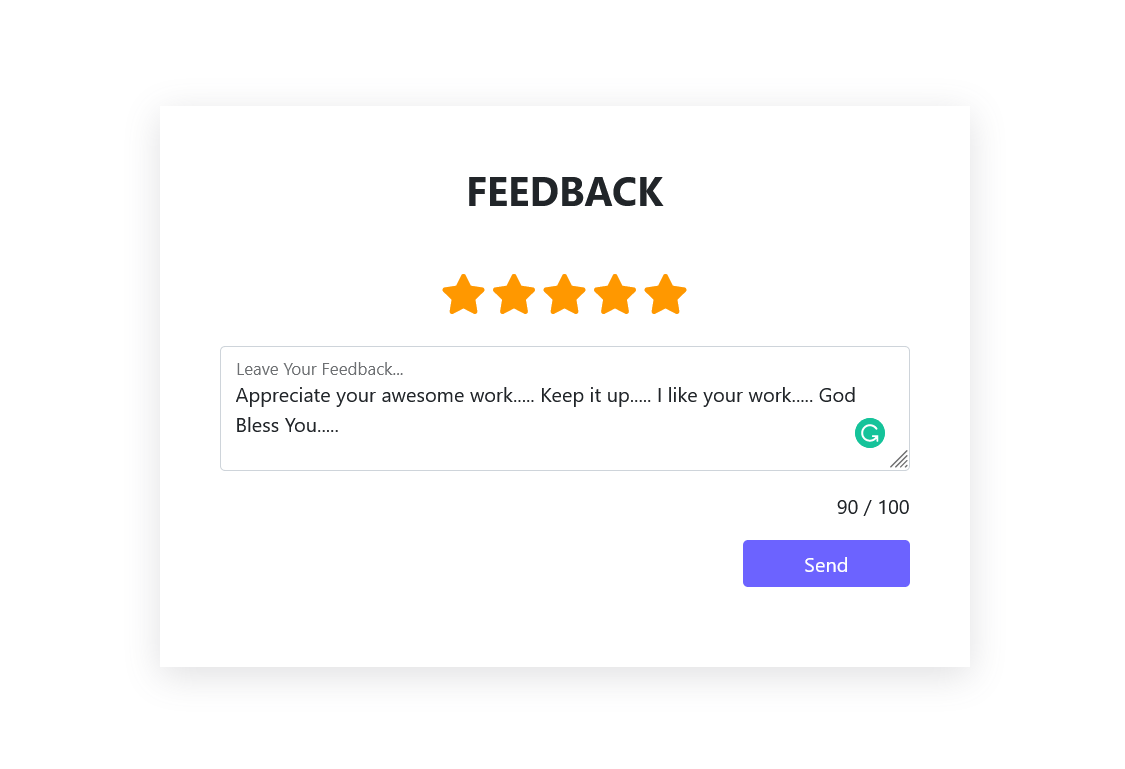 FEEDBACK
Leave Your Feedback...
Appreciate your awesome work..... Keep it up..... I like your work..... God
Bless You.....
90 / 100
Send